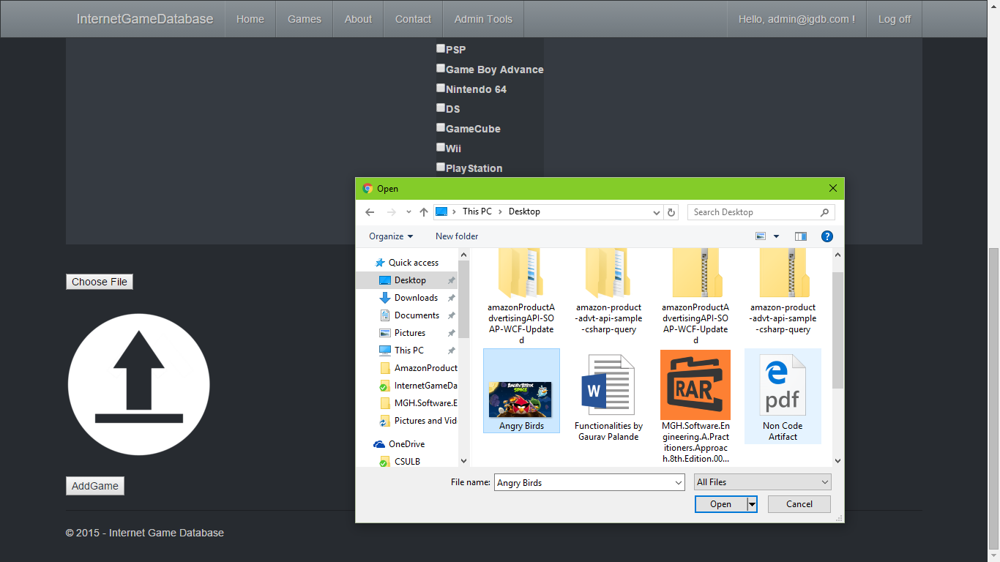 InternetGameDatabase Home Games About Contact Admin Tools Hello, admin@igdb.com ! Log off
PSP
Game Boy Advance
Nintendo 64
DS
GameCube
Wii
PlayStation
Choose File
AddGame
© 2015 - Internet Game Database
Open
This PC Desktop
Search Desktop
Organize New folder
Quick access
Desktop
Downloads
Documents
Pictures
This PC
AmazonProduct
InternetGameDa
MGH.Software.E
Pictures and Vid
OneDrive
CSULB
amazonProductA
dvertisingAPI-SO
AP-WCF-Update
d
amazon-product
-advt-api-sample
-csharp-query
amazonProductA
dvertisingAPI-SO
AP-WCF-Update
d
amazon-product
-advt-api-sample
-csharp-query
ANGRY BIRDS
SPACE
Angry Birds
W
Functionalities by
Gaurav Palande
RAR
MGH.Software.En
gineering.A.Pract
itioners.Approac
h.8th.Edition.00...
pdf
Non Code
Artifact
File name: Angry Birds All Files
Open Cancel